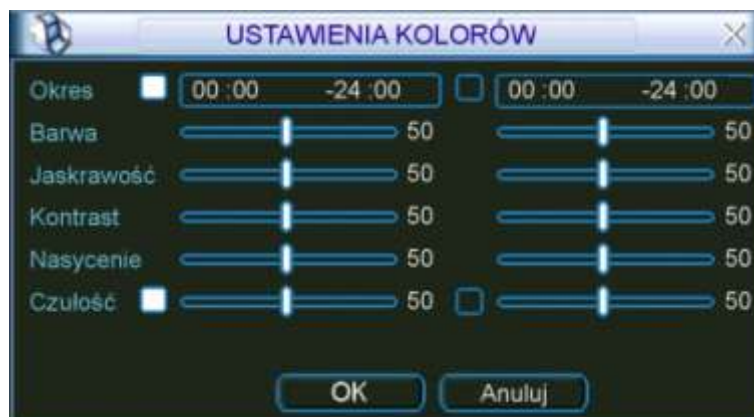 USTAWIENIA KOLORÓW
Okres 00 :00 -24 :00 00 :00 -24 :00
Barwa 50 50
Jaskrawość 50 50
Kontrast 50 50
Nasycenie 50 50
Czułość 50 50
OK Anuluj